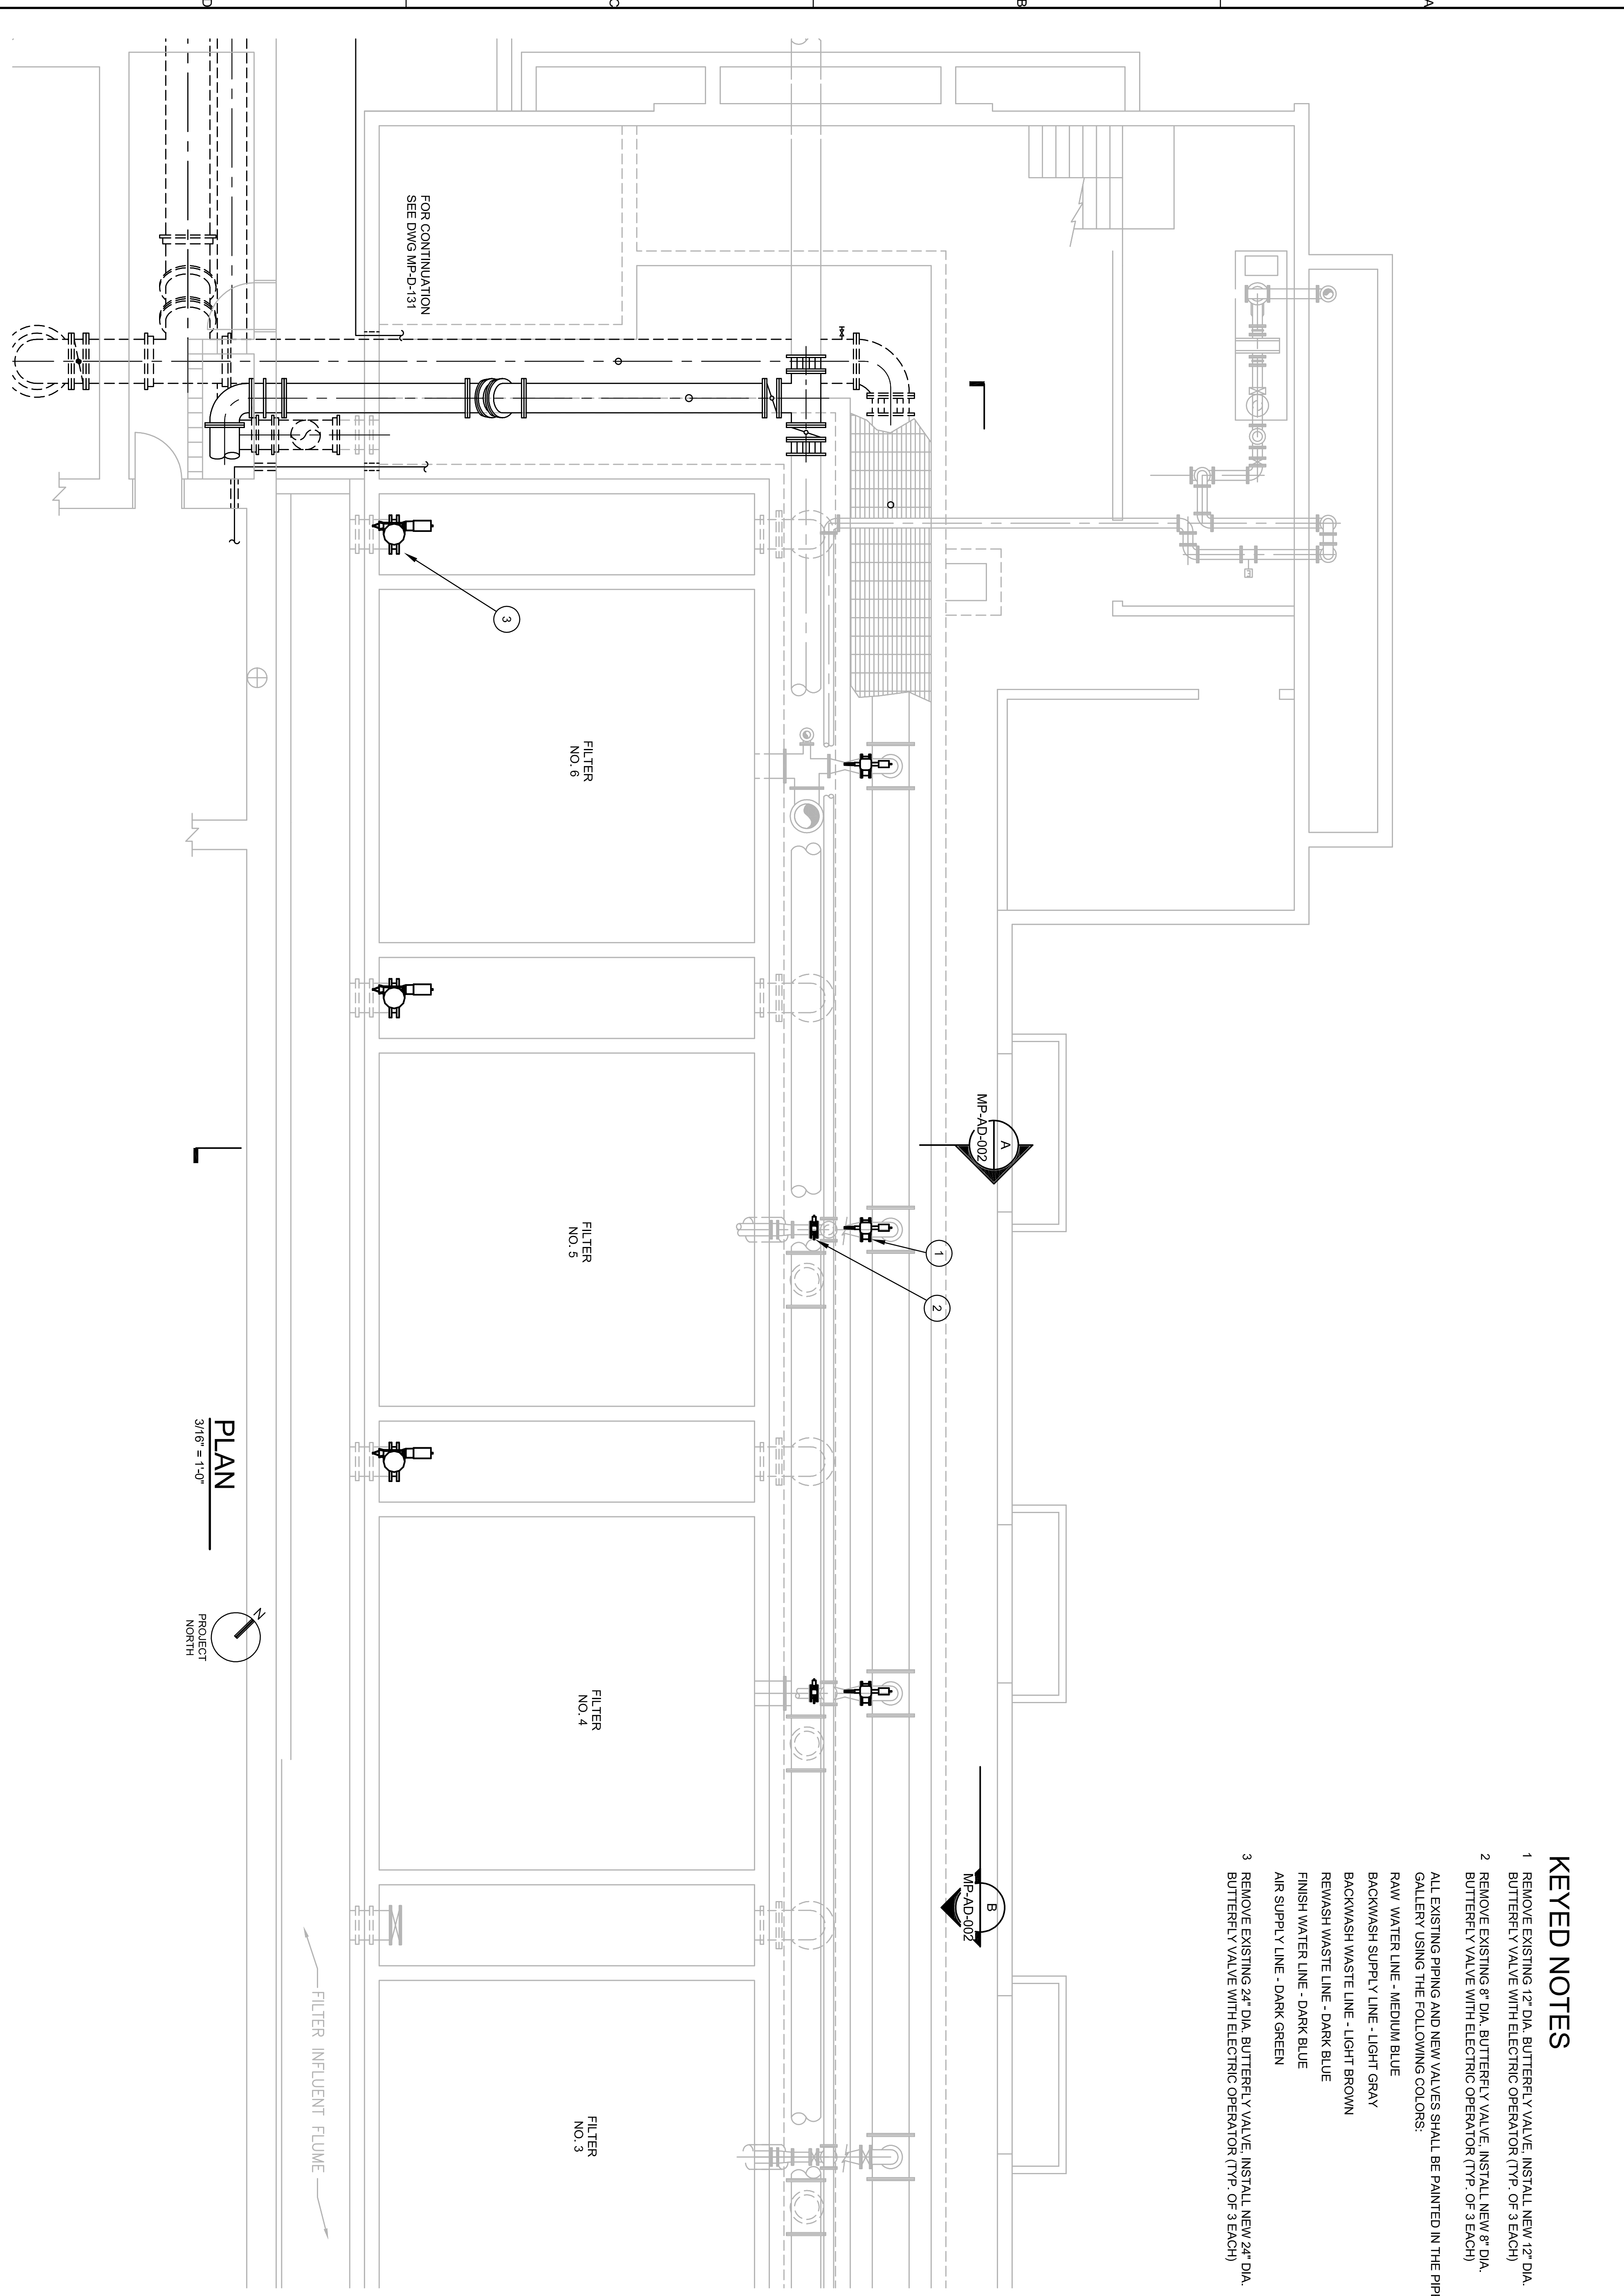 KEYED NOTES
1 REMOVE EXISTING 12" DIA. BUTTERFLY VALVE, INSTALL NEW 12" DIA.
BUTTERFLY VALVE WITH ELECTRIC OPERATOR (TYP. OF 3 EACH)
2 REMOVE EXISTING 8" DIA. BUTTERFLY VALVE, INSTALL NEW 8" DIA.
BUTTERFLY VALVE WITH ELECTRIC OPERATOR (TYP. OF 3 EACH)
ALL EXISTING PIPING AND NEW VALVES SHALL BE PAINTED IN THE
GALLERY USING THE FOLLOWING COLORS:
RAW WATER LINE - MEDIUM BLUE
BACKWASH SUPPLY LINE - LIGHT GRAY
BACKWASH WASTE LINE - LIGHT BROWN
REWASH WASTE LINE - DARK BLUE
FINISH WATER LINE - DARK BLUE
AIR SUPPLY LINE - DARK GREEN
3 REMOVE EXISTING 24" DIA. BUTTERFLY VALVE, INSTALL NEW 24" DIA.
BUTTERFLY VALVE WITH ELECTRIC OPERATOR (TYP. OF 3 EACH)
A
B
C
D
A
MP-AD-002
B
MP-AD-002
1
2
3
FOR CONTINUATION
SEE DWG MP-D-131
FILTER
NO. 6
FILTER
NO. 5
FILTER
NO. 4
FILTER
NO. 3
FILTER INFLUENT FLUME
PLAN
3/16" = 1'-0"
N
PROJECT
NORTH